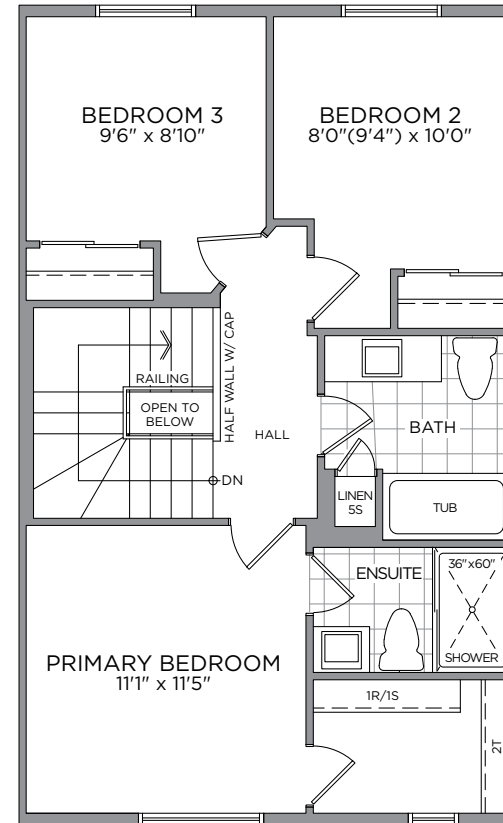 BEDROOM 3
9'6" x 8'10"
BEDROOM 2
8'0"(9'4") x 10'0"
HALF WALL W/ CAP
RAILING
OPEN TO
BELOW
HALL
DN
BATH
LINEN
5S
TUB
ENSUITE
36"x60"
SHOWER
PRIMARY BEDROOM
11'1" x 11'5"
1R/1S
2T